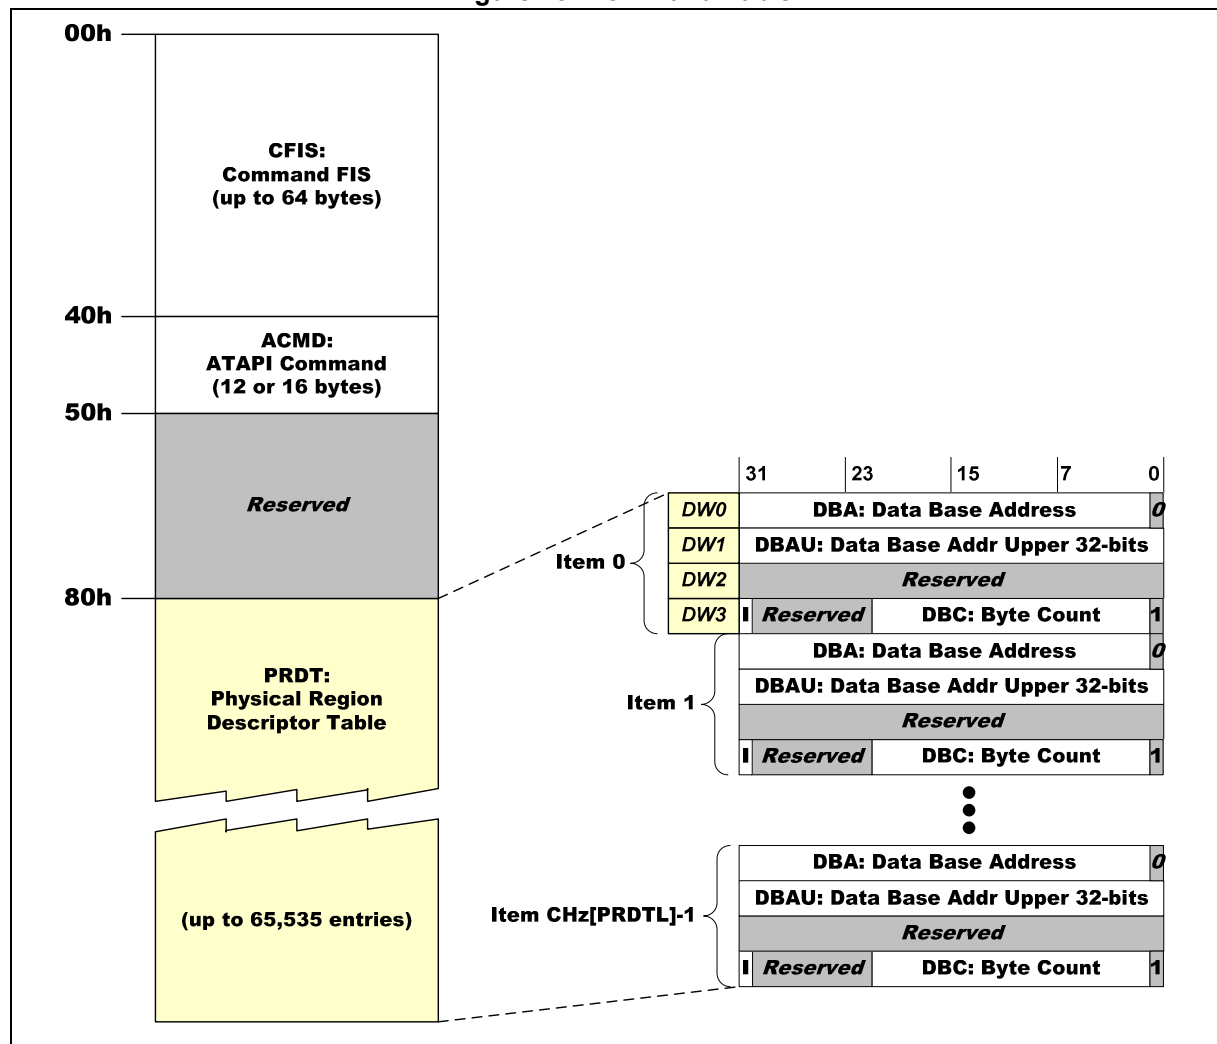 00h
CFIS:
Command FIS
(up to 64 bytes)
40h
ACMD:
ATAPI Command
(12 or 16 bytes)
50h
Reserved
80h
PRDT:
Physical Region
Descriptor Table
(up to 65,535 entries)
31 23 15 7 0
Item 0
DW0 DBA: Data Base Address 0
DW1 DBAU: Data Base Addr Upper 32-bits
DW2 Reserved
DW3 I Reserved DBC: Byte Count 1
Item 1
DBA: Data Base Address 0
DBAU: Data Base Addr Upper 32-bits
Reserved
I Reserved DBC: Byte Count 1
Item CHz[PRDTL]-1
DBA: Data Base Address 0
DBAU: Data Base Addr Upper 32-bits
Reserved
I Reserved DBC: Byte Count 1